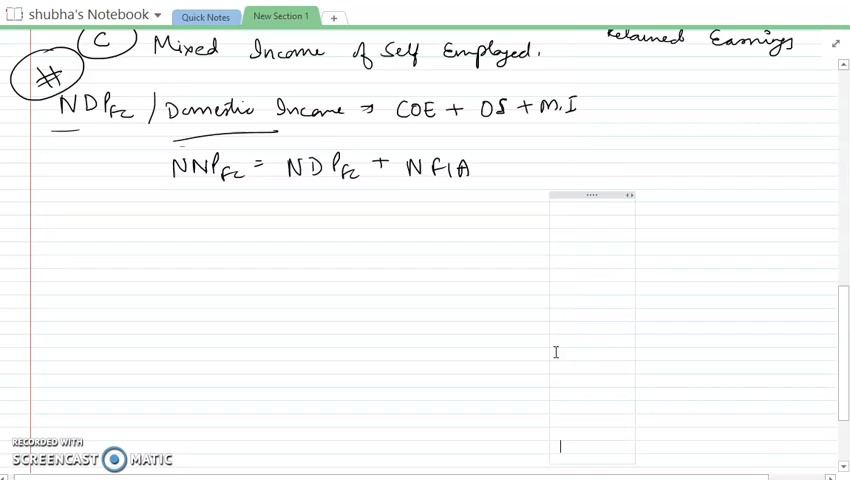 shubha's Notebook
Quick Notes
New Section 1
+
C Mixed Income of Self Employed. Retained Earnings
#
NDPFC / Domestic Income → COE + OS + M.I
NNPFC = NDPFC + NFIA
RECORDED WITH
SCREENCAST MATIC